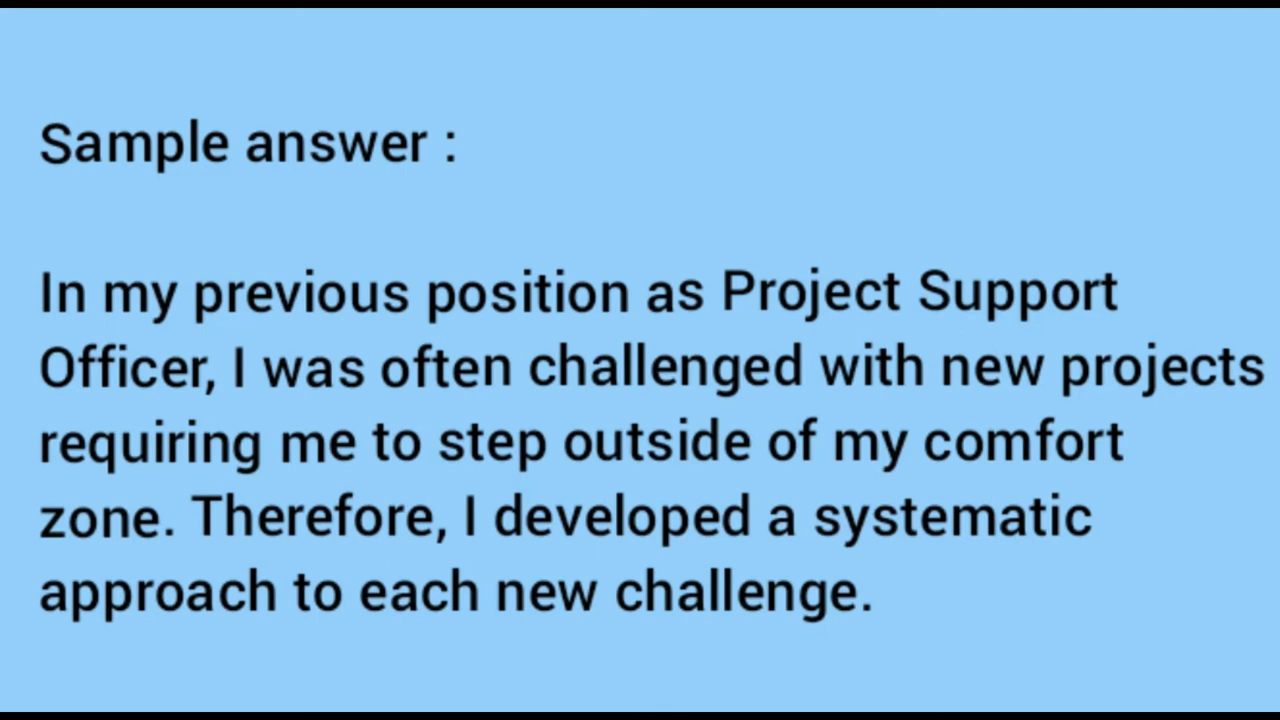 Sample answer :
In my previous position as Project Support
Officer, I was often challenged with new projects
requiring me to step outside of my comfort
zone. Therefore, I developed a systematic
approach to each new challenge.